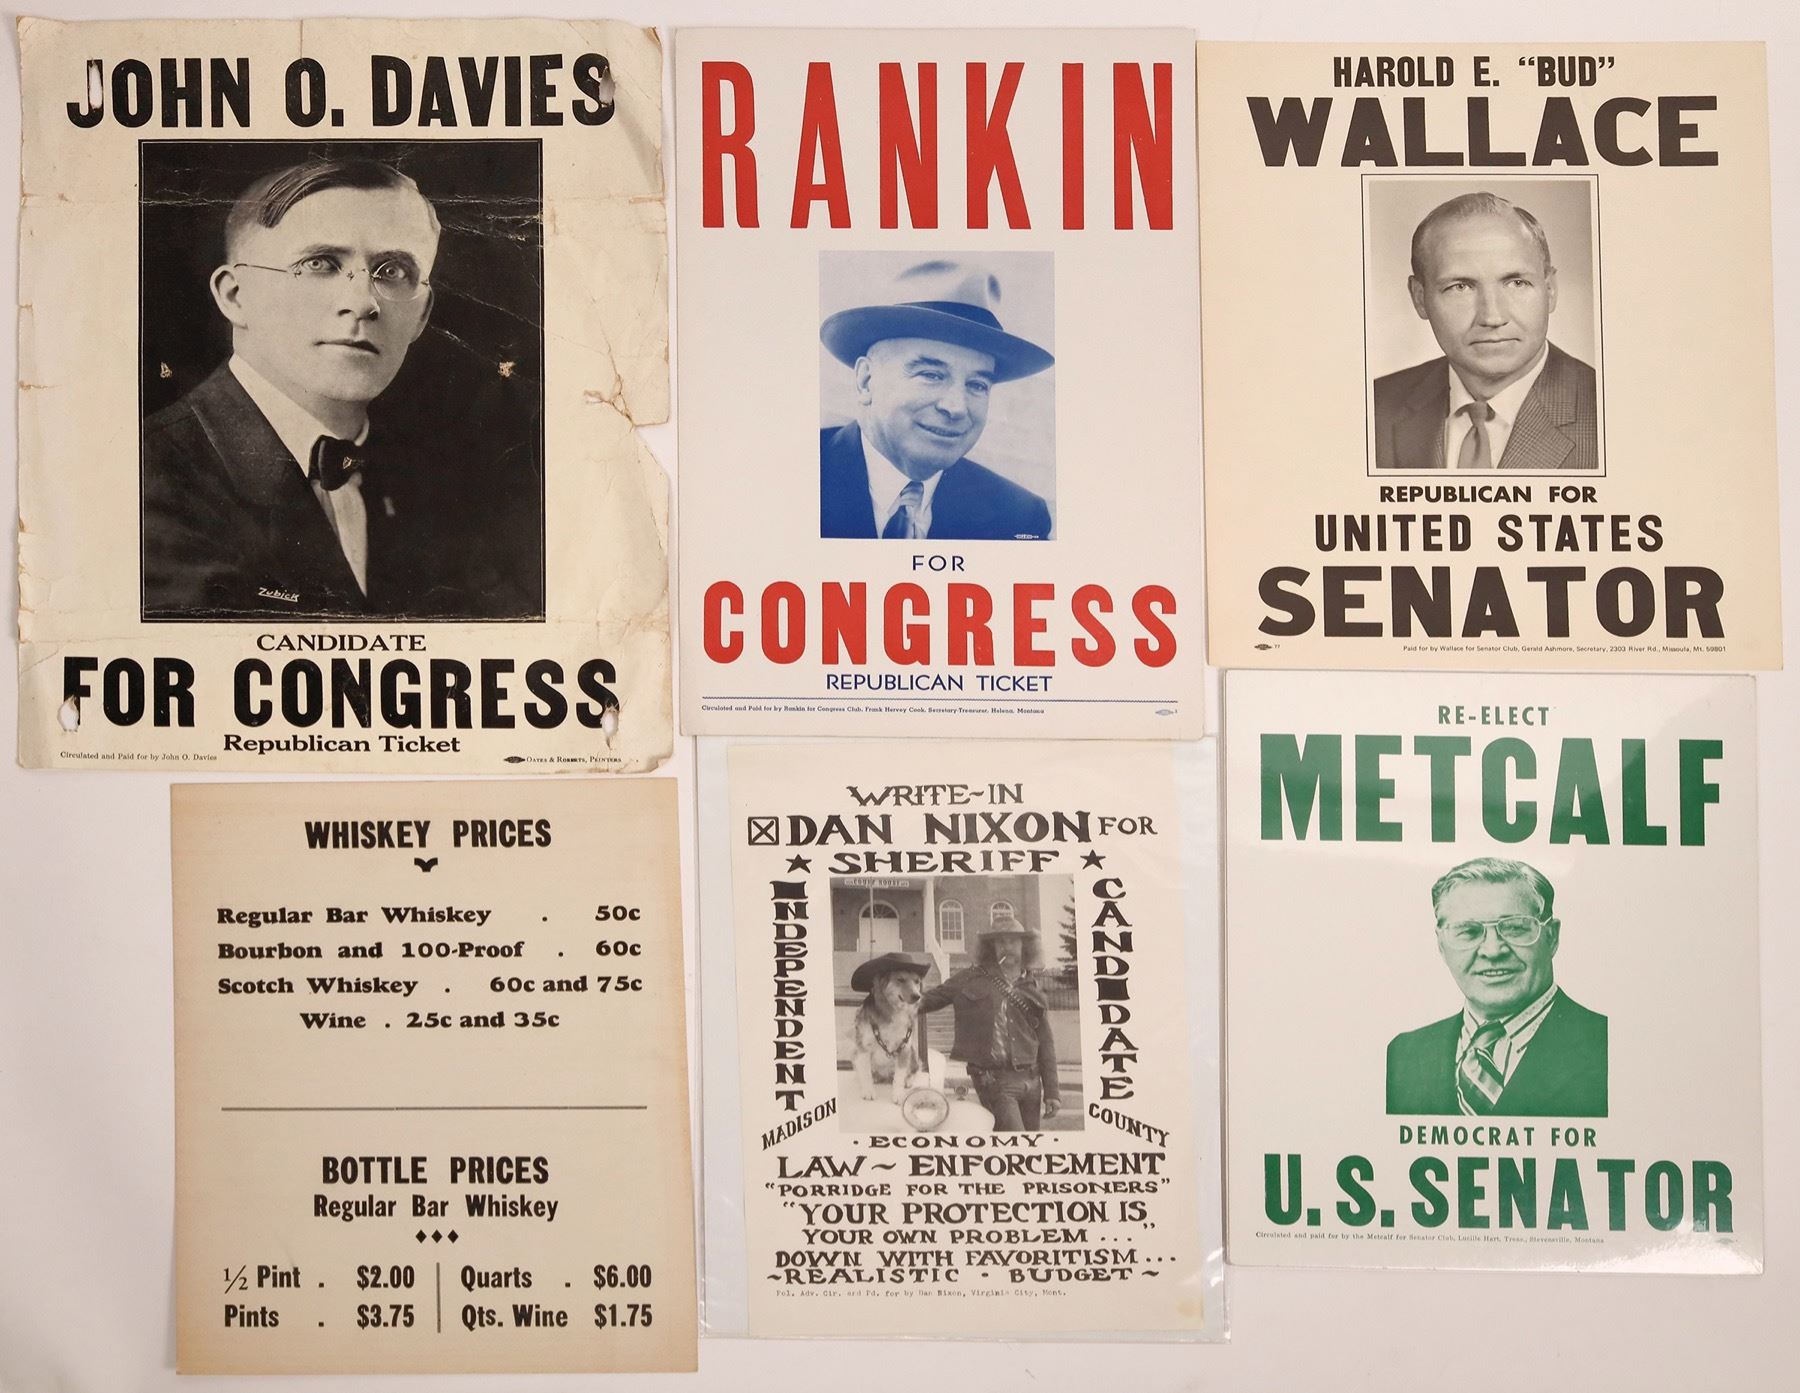 JOHN O. DAVIES
Zubick
CANDIDATE
FOR CONGRESS
Republican Ticket
Circulated and Paid for by John O. Davies
OATES & ROBERTS, PRINTERS
RANKIN
FOR
CONGRESS
REPUBLICAN TICKET
Circulated and Paid for by Rankin for Congress Club, Frank Hervey Cook, Secretary-Treasurer, Helena, Montana
HAROLD E. “BUD”
WALLACE
REPUBLICAN FOR
UNITED STATES
SENATOR
Paid for by Wallace for Senator Club, Gerald Ashmore, Secretary, 2303 River Rd., Missoula, Mt. 59801
WHISKEY PRICES
Regular Bar Whiskey . 50c
Bourbon and 100-Proof . 60c
Scotch Whiskey . 60c and 75c
Wine . 25c and 35c
BOTTLE PRICES
Regular Bar Whiskey
1/2 Pint . $2.00
Pints . $3.75
Quarts . $6.00
Qts. Wine $1.75
WRITE-IN
DAN NIXON FOR
SHERIFF
INDEPENDENT
CANDIDATE
COURT HOUSE
MADISON
COUNTY
· ECONOMY ·
LAW ~ ENFORCEMENT
“PORRIDGE FOR THE PRISONERS”
“YOUR PROTECTION IS
YOUR OWN PROBLEM ...”
DOWN WITH FAVORITISM...
~REALISTIC · BUDGET~
Pol. Adv. Cir. and Pd. for by Dan Nixon, Virginia City, Mont.
RE-ELECT
METCALF
DEMOCRAT FOR
U.S. SENATOR
Circulated and paid for by the Metcalf for Senator Club, Lucille Hart, Treas., Stevensville, Montana